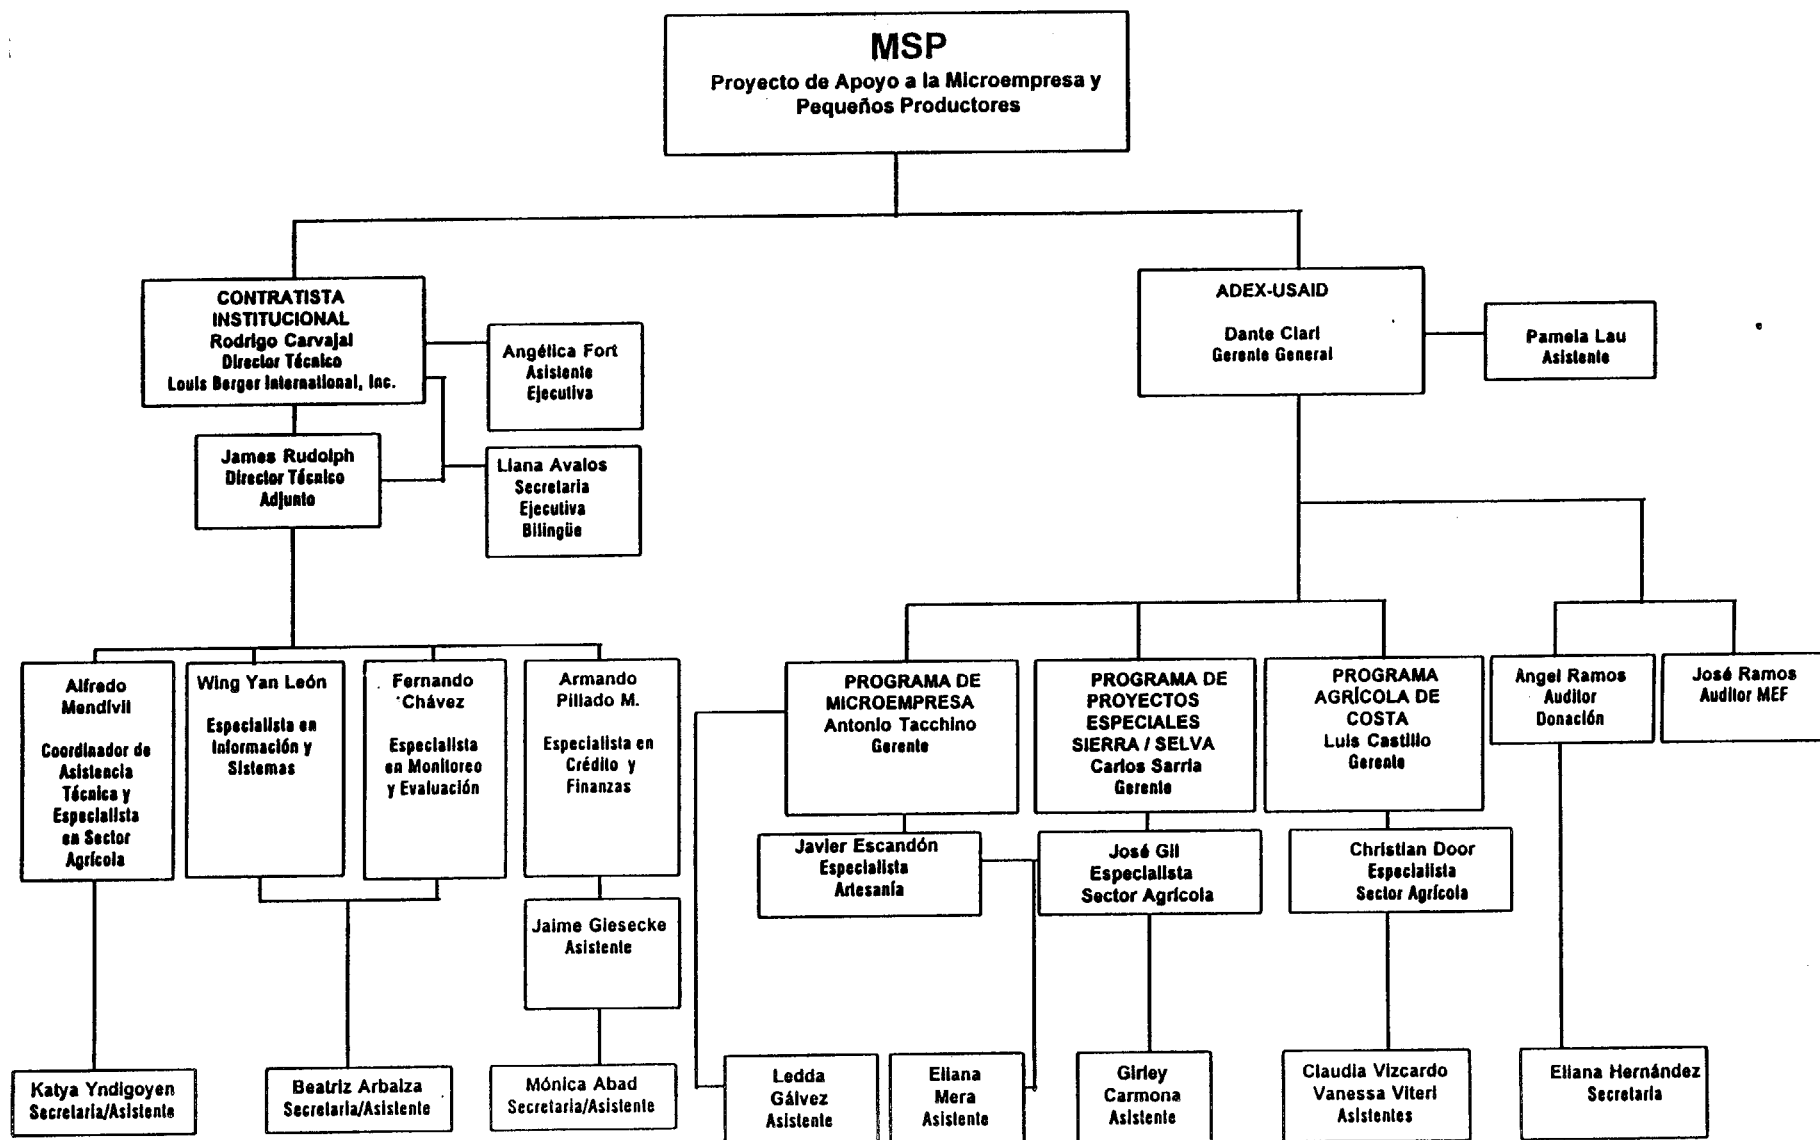 MSP
Proyecto de Apoyo a la Microempresa y
Pequeños Productores
CONTRATISTA
INSTITUCIONAL
Rodrigo Carvajal
Director Técnico
Louis Berger International, Inc.
Angélica Fort
Asistente
Ejecutiva
James Rudolph
Director Técnico
Adjunto
Liana Avalos
Secretaria
Ejecutiva
Bilingüe
ADEX-USAID
Dante Clari
Gerente General
Pamela Lau
Asistente
Alfredo
Mendívil
Coordinador de
Asistencia
Técnica y
Especialista
en Sector
Agrícola
Wing Yan León
Especialista en
Información y
Sistemas
Fernando
Chávez
Especialista
en Monitoreo
y Evaluación
Armando
Pillado M.
Especialista en
Crédito y
Finanzas
PROGRAMA DE
MICROEMPRESA
Antonio Tacchino
Gerente
PROGRAMA DE
PROYECTOS
ESPECIALES
SIERRA / SELVA
Carlos Sarria
Gerente
PROGRAMA
AGRÍCOLA DE
COSTA
Luis Castillo
Gerente
Angel Ramos
Auditor
Donación
José Ramos
Auditor MEF
Jaime Giesecke
Asistente
Javier Escandón
Especialista
Artesanía
José Gil
Especialista
Sector Agrícola
Christian Door
Especialista
Sector Agrícola
Katya Yndigoyen
Secretaria/Asistente
Beatriz Arbaiza
Secretaria/Asistente
Mónica Abad
Secretaria/Asistente
Ledda
Gálvez
Asistente
Eliana
Mera
Asistente
Girley
Carmona
Asistente
Claudia Vizcardo
Vanessa Viteri
Asistentes
Eliana Hernández
Secretaria